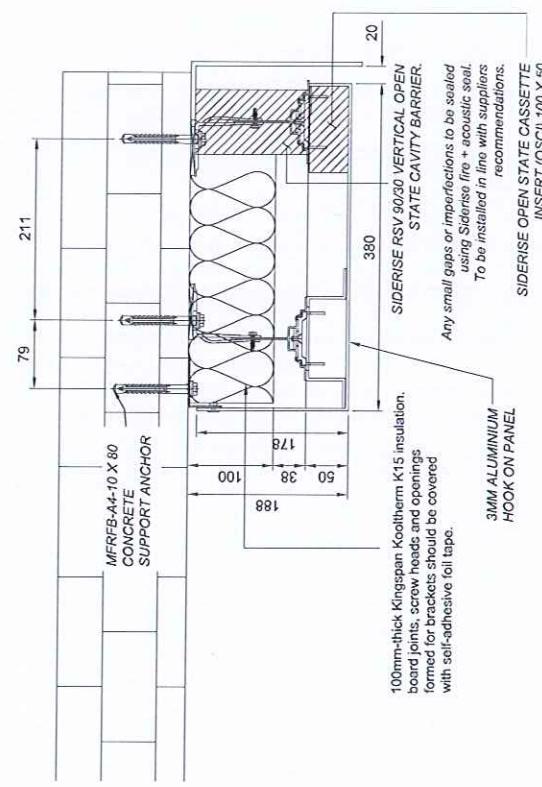 211
79
MFRFB-A4-10 X 80
CONCRETE
SUPPORT ANCHOR
20
178
100
38
50
188
380
SIDERISE RSV 90/30 VERTICAL OPEN
STATE CAVITY BARRIER.
Any small gaps or imperfections to be sealed
using Siderise fire + acoustic seal.
To be installed in line with suppliers
recommendations.
SIDERISE OPEN STATE CASSETTE
INSERT (OSCI) 100 X 50
3MM ALUMINIUM
HOOK ON PANEL
100mm-thick Kingspan Kooltherm K15 insulation.
board joints, screw heads and openings
formed for brackets should be covered
with self-adhesive foil tape.